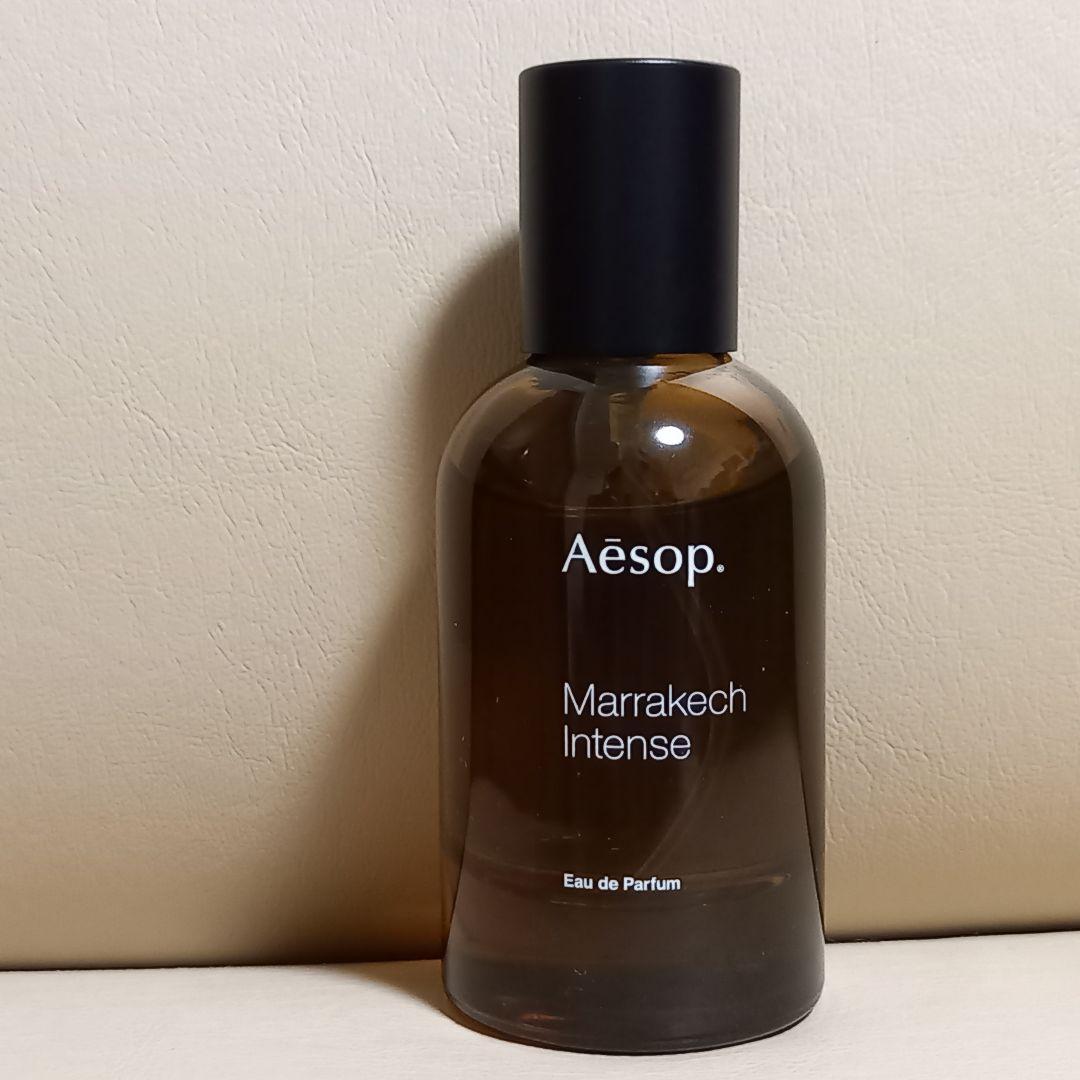 Aēsop®
Marrakech
Intense
Eau de Parfum